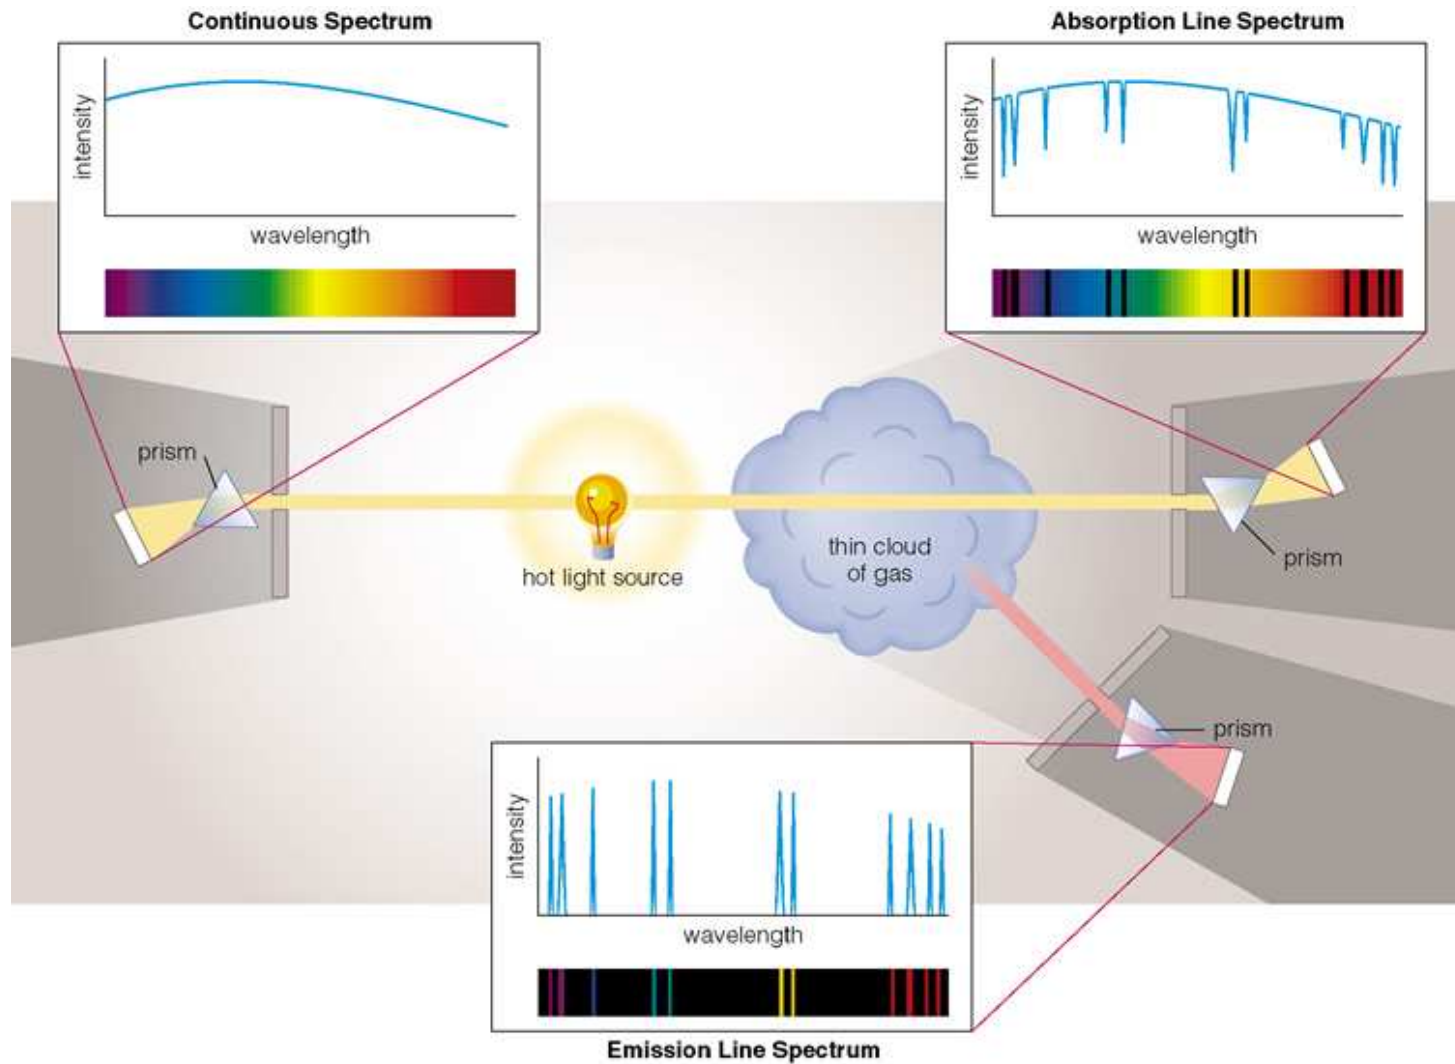 Continuous Spectrum
intensity
wavelength
Absorption Line Spectrum
intensity
wavelength
prism
hot light source
thin cloud
of gas
prism
prism
intensity
wavelength
Emission Line Spectrum